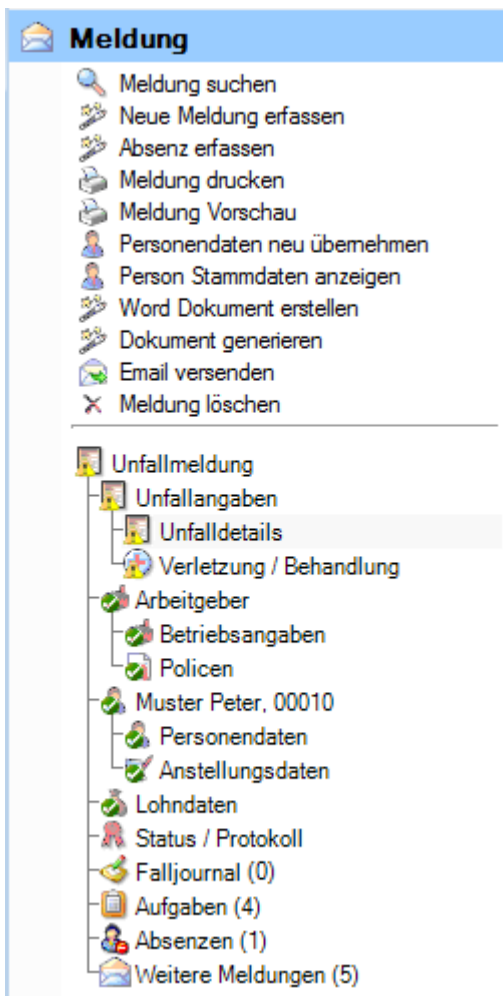 Meldung
Meldung suchen
Neue Meldung erfassen
Absenz erfassen
Meldung drucken
Meldung Vorschau
Personendaten neu übernehmen
Person Stammdaten anzeigen
Word Dokument erstellen
Dokument generieren
Email versenden
Meldung löschen
Unfallmeldung
Unfallangaben
Unfalldetails
Verletzung / Behandlung
Arbeitgeber
Betriebsangaben
Policen
Muster Peter, 00010
Personendaten
Anstellungsdaten
Lohndaten
Status / Protokoll
Falljournal (0)
Aufgaben (4)
Absenzen (1)
Weitere Meldungen (5)